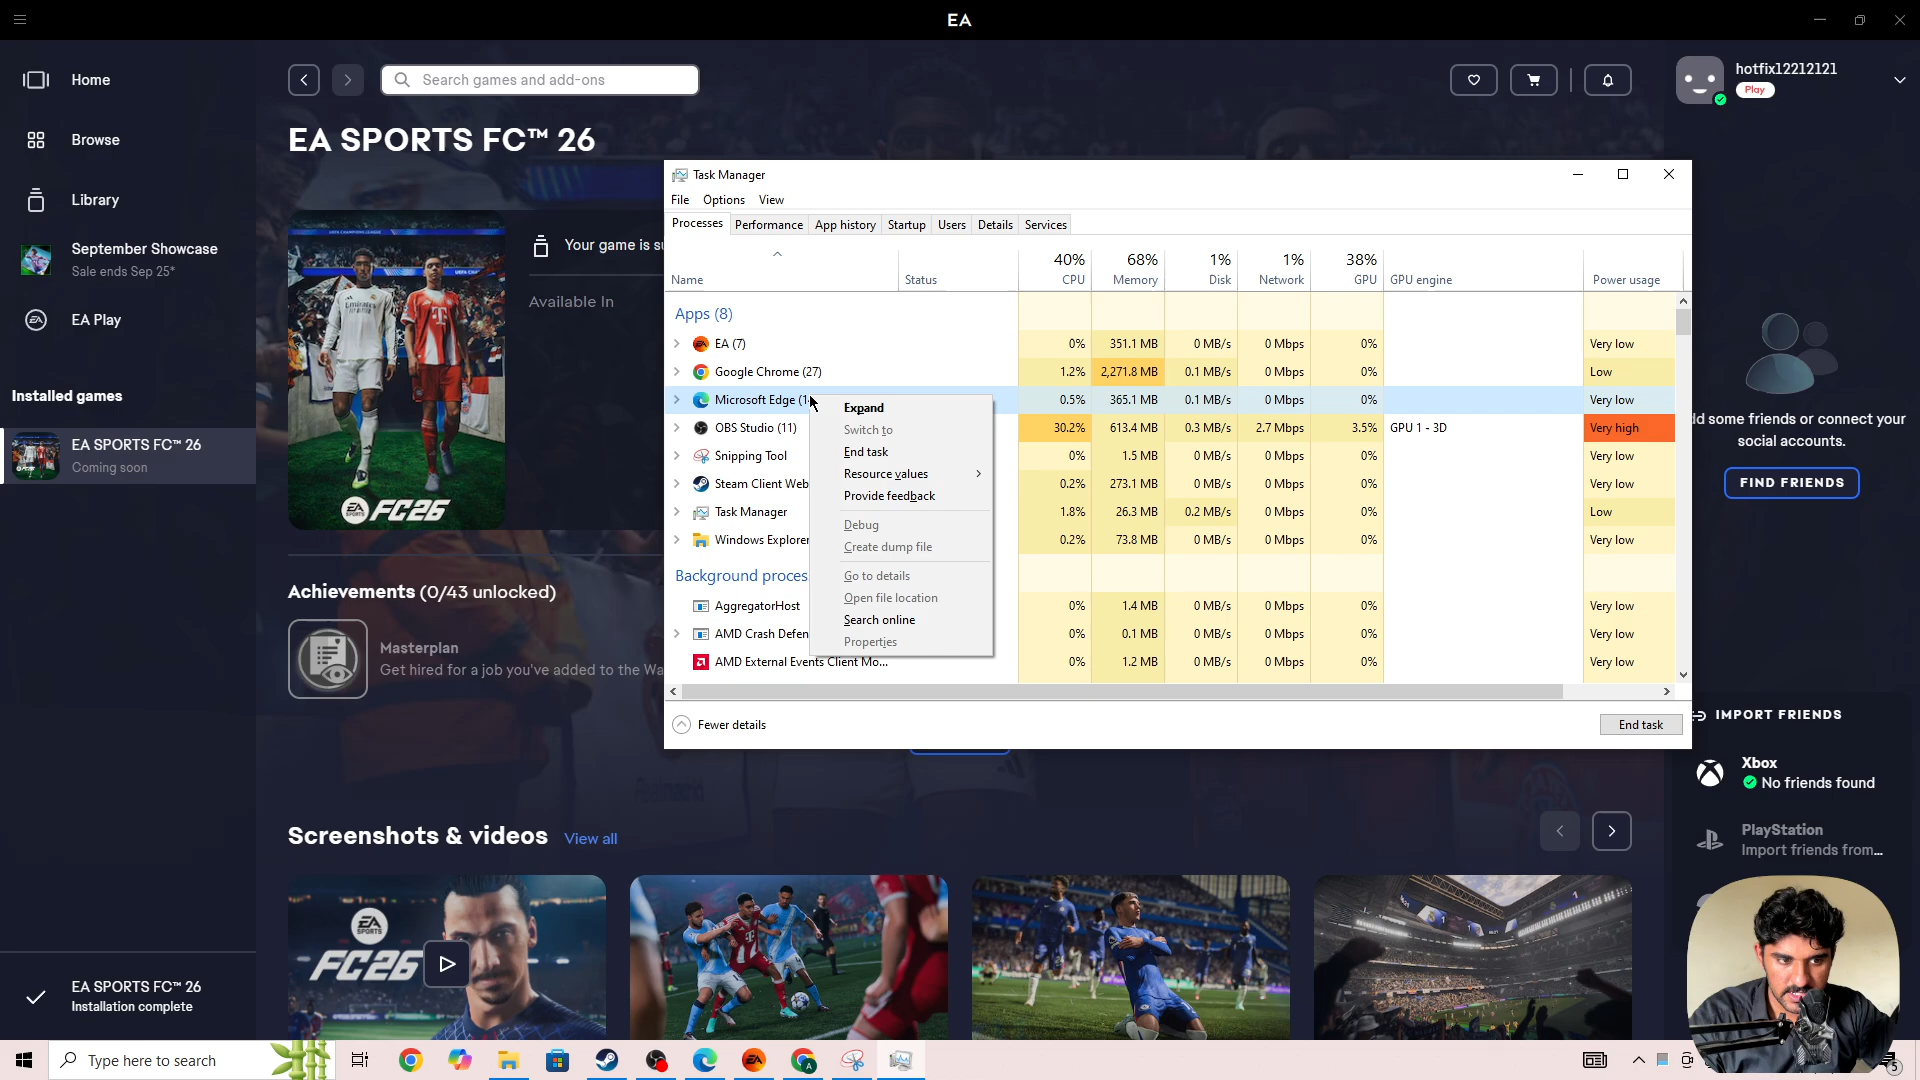 EA
Home
Browse
Library
September Showcase
Sale ends Sep 25*
EA Play
Installed games
EA SPORTS FC™ 26
Coming soon
EA SPORTS FC™ 26
Installation complete
Search games and add-ons
hotfix12212121
Play
EA SPORTS FC™ 26
Your game is
Available In
FC26
Achievements (0/43 unlocked)
Masterplan
Get hired for a job you've added to the
Screenshots & videos View all
EA SPORTS
FC26
Task Manager
File Options View
Processes Performance App history Startup Users Details Services
40% 68% 1% 1% 38%
Name Status CPU Memory Disk Network GPU GPU engine Power usage
Apps (8)
EA (7) 0% 351.1 MB 0 MB/s 0 Mbps 0% Very low
Google Chrome (27) 1.2% 2,271.8 MB 0.1 MB/s 0 Mbps 0% Low
Microsoft Edge 0.5% 365.1 MB 0.1 MB/s 0 Mbps 0% Very low
OBS Studio (11) 30.2% 613.4 MB 0.3 MB/s 2.7 Mbps 3.5% GPU 1 - 3D Very high
Snipping Tool 0% 1.5 MB 0 MB/s 0 Mbps 0% Very low
Steam Client Web 0.2% 273.1 MB 0 MB/s 0 Mbps 0% Very low
Task Manager 1.8% 26.3 MB 0.2 MB/s 0 Mbps 0% Low
Windows Explorer 0.2% 73.8 MB 0 MB/s 0 Mbps 0% Very low
Background proces
AggregatorHost 0% 1.4 MB 0 MB/s 0 Mbps 0% Very low
AMD Crash Defen 0% 0.1 MB 0 MB/s 0 Mbps 0% Very low
AMD External Events Client Mo... 0% 1.2 MB 0 MB/s 0 Mbps 0% Very low
Expand
Switch to
End task
Resource values
Provide feedback
Debug
Create dump file
Go to details
Open file location
Search online
Properties
Fewer details
End task
d some friends or connect your
social accounts.
FIND FRIENDS
IMPORT FRIENDS
Xbox
No friends found
PlayStation
Import friends from...
Type here to search
5